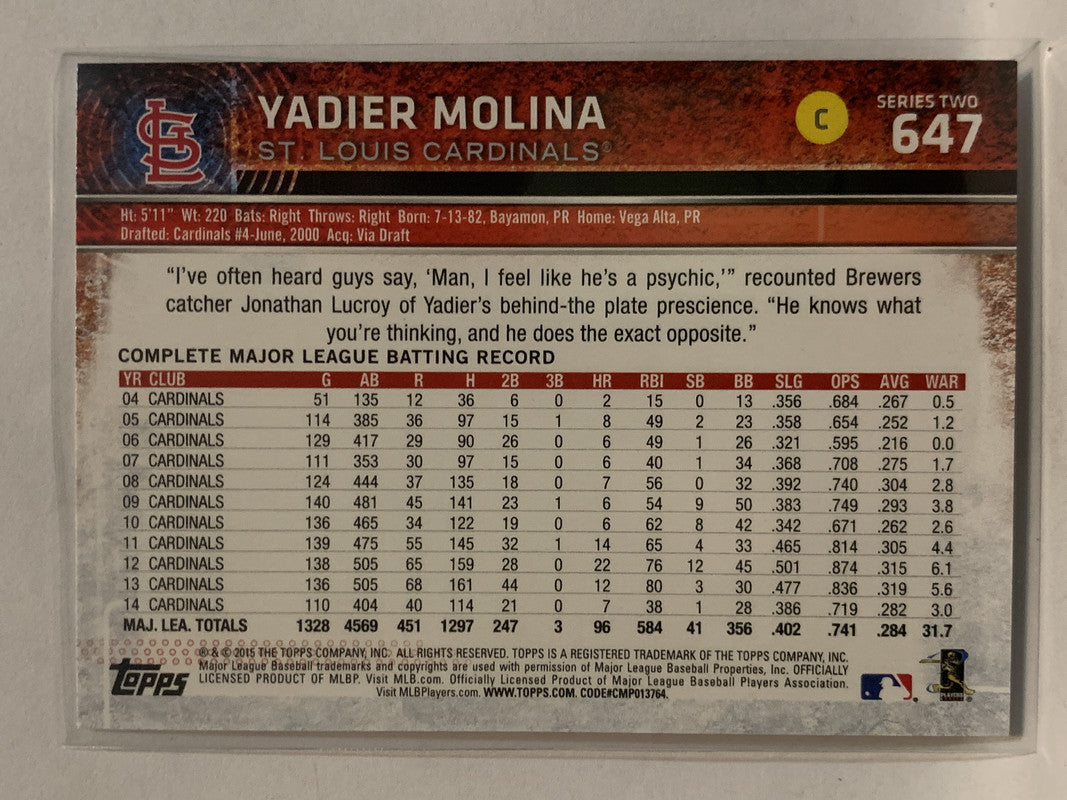 YADIER MOLINA
ST. LOUIS CARDINALS®
C
SERIES TWO
647
Ht: 5'11" Wt: 220 Bats: Right Throws: Right Born: 7-13-82, Bayamon, PR Home: Vega Alta, PR
Drafted: Cardinals #4-June, 2000 Acq: Via Draft
"I've often heard guys say, 'Man, I feel like he's a psychic,'" recounted Brewers
catcher Jonathan Lucroy of Yadier's behind-the plate prescience. "He knows what
you're thinking, and he does the exact opposite."
COMPLETE MAJOR LEAGUE BATTING RECORD
YR CLUB G AB R H 2B 3B HR RBI SB BB SLG OPS AVG WAR
04 CARDINALS 51 135 12 36 6 0 2 15 0 13 .356 .684 .267 0.5
05 CARDINALS 114 385 36 97 15 1 8 49 2 23 .358 .654 .252 1.2
06 CARDINALS 129 417 29 90 26 0 6 49 1 26 .321 .595 .216 0.0
07 CARDINALS 111 353 30 97 15 0 6 40 1 34 .368 .708 .275 1.7
08 CARDINALS 124 444 37 135 18 0 7 56 0 32 .392 .740 .304 2.8
09 CARDINALS 140 481 45 141 23 1 6 54 9 50 .383 .749 .293 3.8
10 CARDINALS 136 465 34 122 19 0 6 62 8 42 .342 .671 .262 2.6
11 CARDINALS 139 475 55 145 32 1 14 65 4 33 .465 .814 .305 4.4
12 CARDINALS 138 505 65 159 28 0 22 76 12 45 .501 .874 .315 6.1
13 CARDINALS 136 505 68 161 44 0 12 80 3 30 .477 .836 .319 5.6
14 CARDINALS 110 404 40 114 21 0 7 38 1 28 .386 .719 .282 3.0
MAJ. LEA. TOTALS 1328 4569 451 1297 247 3 96 584 41 356 .402 .741 .284 31.7
Topps
® & © 2015 THE TOPPS COMPANY, INC. ALL RIGHTS RESERVED. TOPPS IS A REGISTERED TRADEMARK OF THE TOPPS COMPANY, INC.
Major League Baseball trademarks and copyrights are used with permission of Major League Baseball Properties, Inc. OFFICIALLY
LICENSED PRODUCT OF MLBP. Visit MLB.com. Officially Licensed Product of Major League Baseball Players Association.
Visit MLBPlayers.com. WWW.TOPPS.COM. CODE#CMP013764.